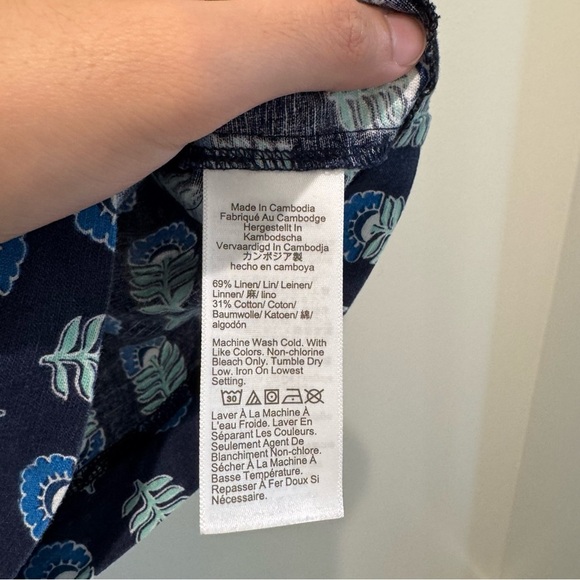 Made In Cambodia
Fabriqué Au Cambodge
Hergestellt In
Kambodscha
Vervaardigd In Cambodja
カンボジア製
hecho en camboya
69% Linen/ Lin/ Leinen/
Linnen/ 麻/ lino
31% Cotton/ Coton/
Baumwolle/ Katoen/ 綿/
algodón
Machine Wash Cold. With
Like Colors. Non-chlorine
Bleach Only. Tumble Dry
Low. Iron On Lowest
Setting.
30
Laver À La Machine À
L'eau Froide. Laver En
Séparant Les Couleurs.
Seulement Agent De
Blanchiment Non-chlore.
Sécher À La Machine À
Basse Température.
Repasser À Fer Doux Si
Nécessaire.